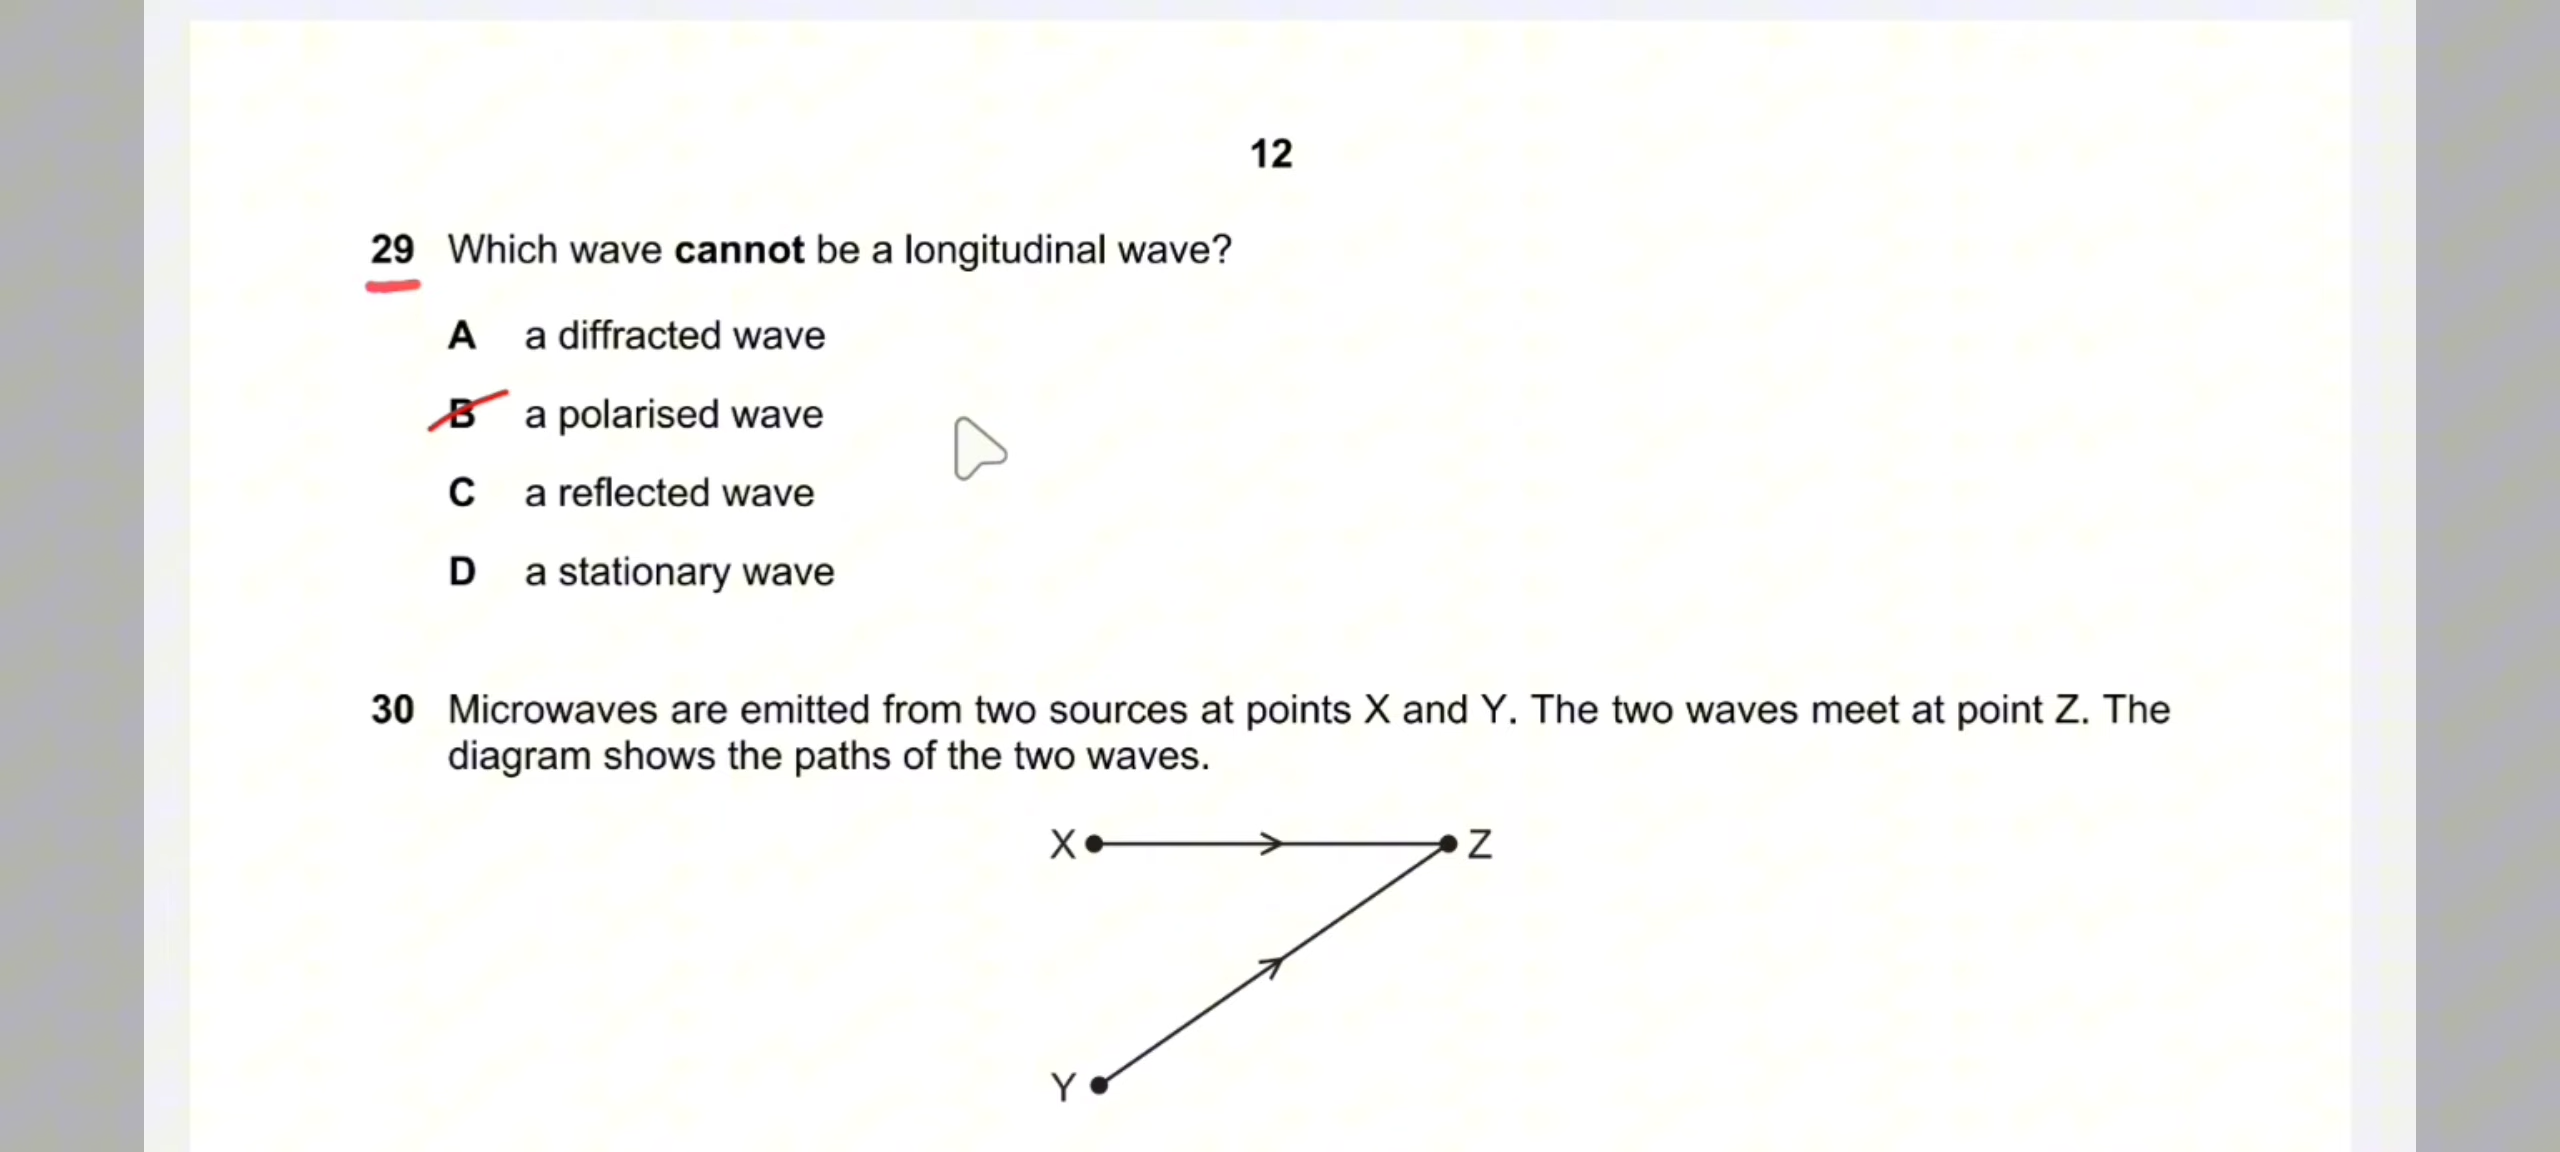 12
29 Which wave cannot be a longitudinal wave?
A a diffracted wave
B a polarised wave
C a reflected wave
D a stationary wave
30 Microwaves are emitted from two sources at points X and Y. The two waves meet at point Z. The
diagram shows the paths of the two waves.
X Z
Y